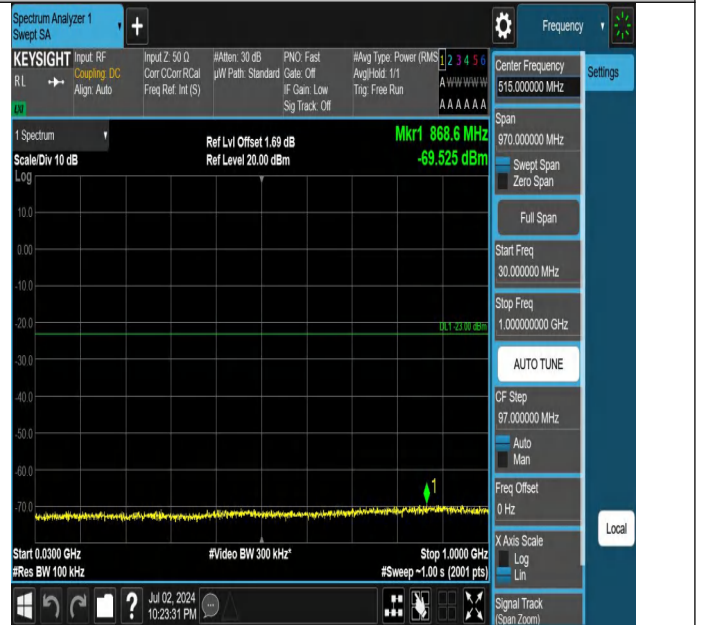 Spectrum Analyzer 1
Swept SA
+
Frequency
KEYSIGHT
RL
Input: RF
Coupling: DC
Align: Auto
Input Z: 50 Ω
Corr CCorr RCal
Freq Ref: Int (S)
#Atten: 30 dB
µW Path: Standard
PNO: Fast
Gate: Off
IF Gain: Low
Sig Track: Off
#Avg Type: Power (RMS
Avg|Hold: 1/1
Trig: Free Run
1 2 3 4 5 6
A W W W W W
A A A A A A
1 Spectrum
Scale/Div 10 dB
Log
Ref Lvl Offset 1.69 dB
Ref Level 20.00 dBm
Mkr1 868.6 MHz
-69.525 dBm
10.0
0.00
-10.0
-20.0
-30.0
-40.0
-50.0
-60.0
-70.0
DL1 -23.00 dBm
1
Start 0.0300 GHz
#Res BW 100 kHz
#Video BW 300 kHz*
Stop 1.0000 GHz
#Sweep ~1.00 s (2001 pts)
Center Frequency
515.000000 MHz
Settings
Span
970.000000 MHz
Swept Span
Zero Span
Full Span
Start Freq
30.000000 MHz
Stop Freq
1.000000000 GHz
AUTO TUNE
CF Step
97.000000 MHz
Auto
Man
Freq Offset
0 Hz
X Axis Scale
Log
Lin
Signal Track
(Span Zoom)
Local
?
Jul 02, 2024
10:23:31 PM